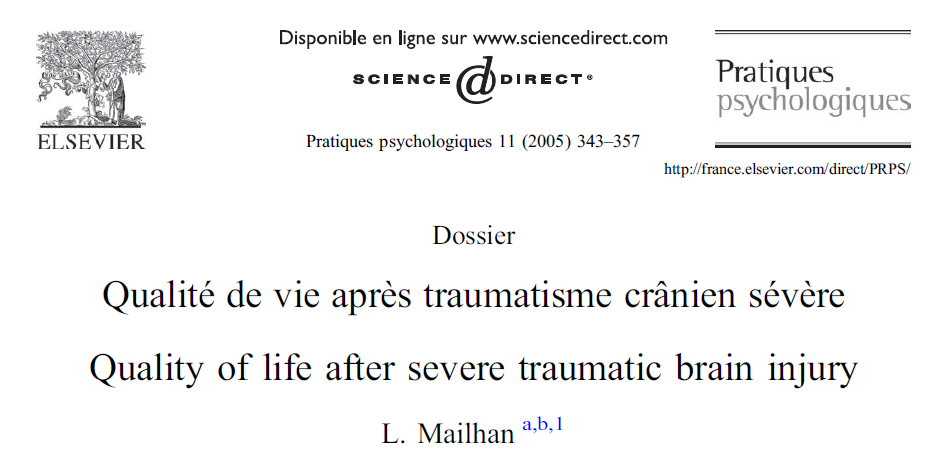 Disponible en ligne sur www.sciencedirect.com
SCIENCE DIRECT®
ELSEVIER
Pratiques
psychologiques
Pratiques psychologiques 11 (2005) 343–357
http://france.elsevier.com/direct/PRPS/
Dossier
Qualité de vie après traumatisme crânien sévère
Quality of life after severe traumatic brain injury
L. Mailhan a,b,1